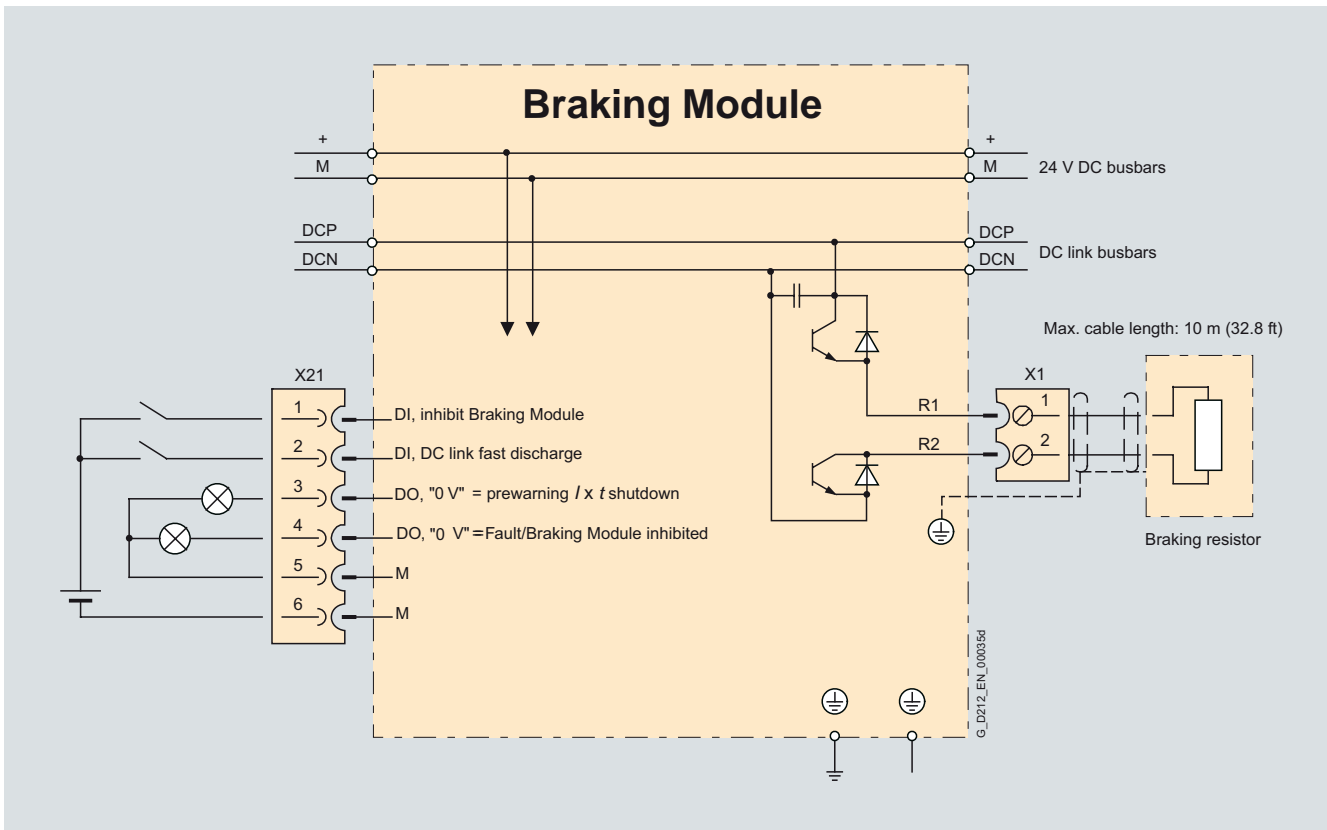 Braking Module
+
M
+
M
24 V DC busbars
DCP
DCN
DCP
DCN
DC link busbars
Max. cable length: 10 m (32.8 ft)
X21
1
DI, inhibit Braking Module
2
DI, DC link fast discharge
3
DO, "0 V" = prewarning I x t shutdown
4
DO, "0 V"=Fault/Braking Module inhibited
5
M
6
M
X1
R1
1
R2
2
Braking resistor
G_D212_EN_00035d